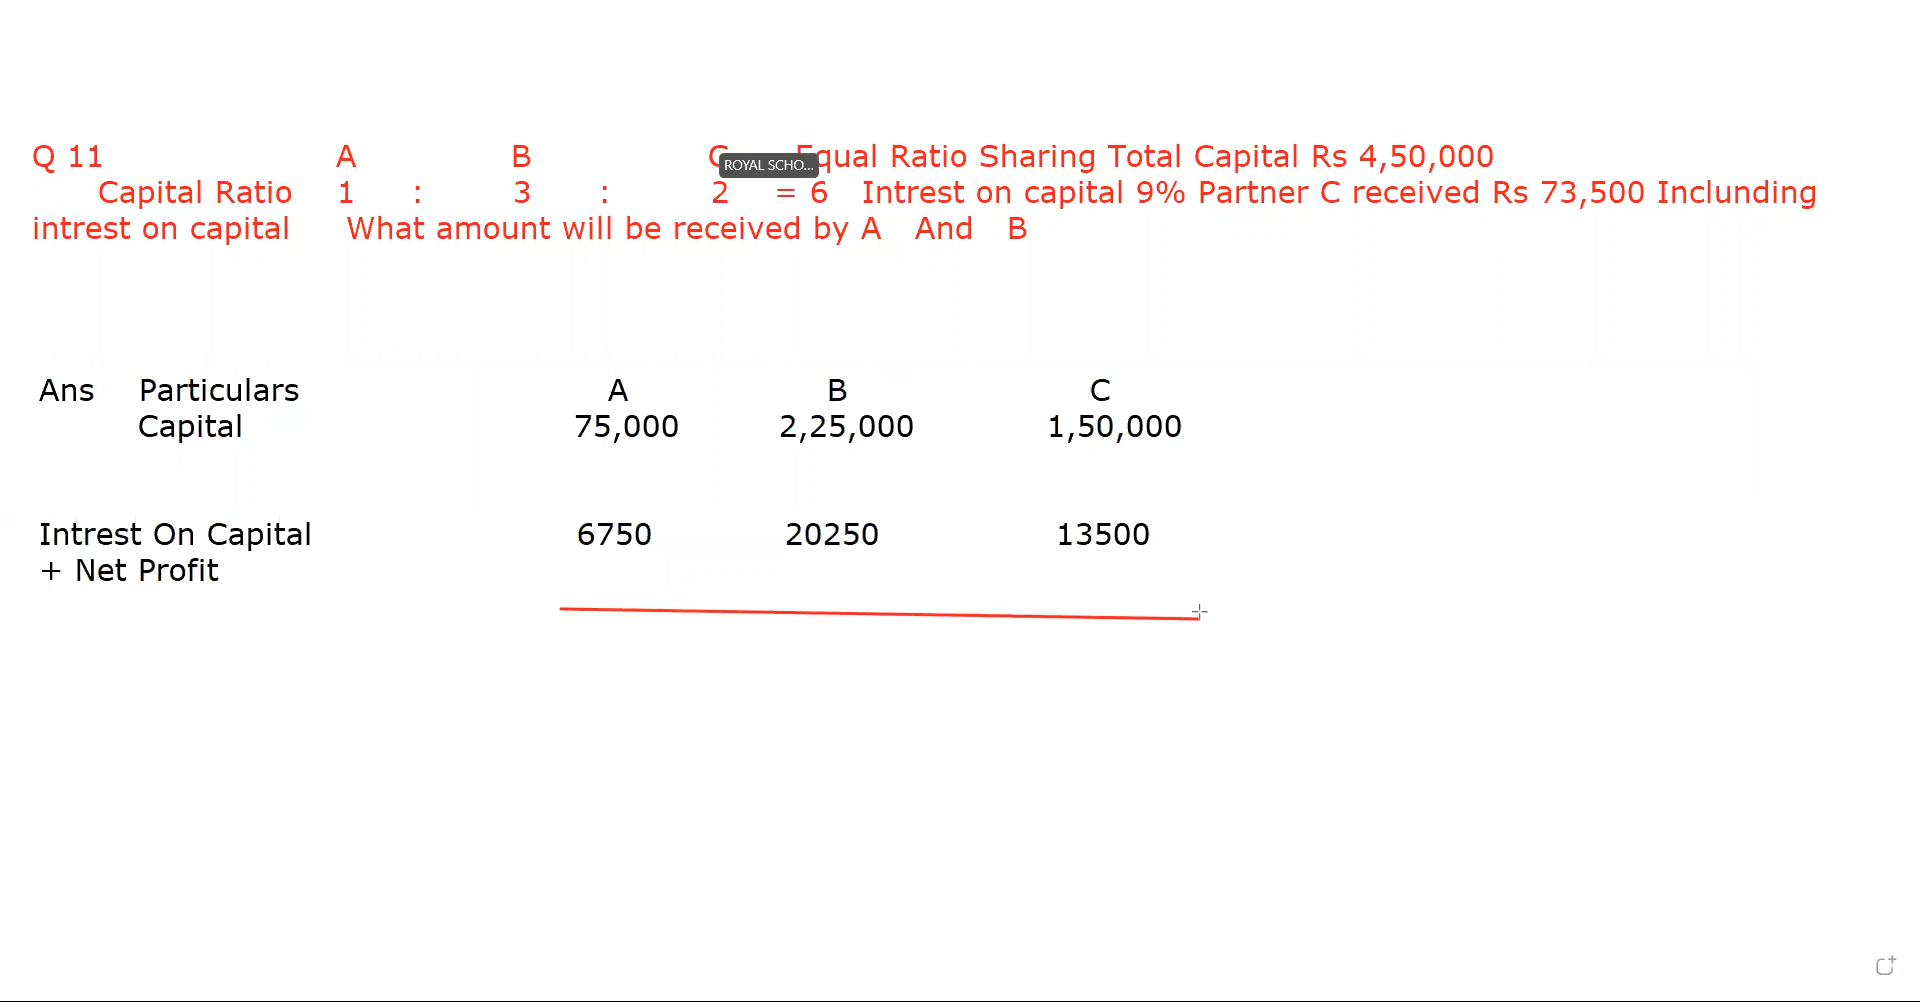 Q 11 A B C Equal Ratio Sharing Total Capital Rs 4,50,000
ROYAL SCHO...
Capital Ratio 1 : 3 : 2 = 6 Intrest on capital 9% Partner C received Rs 73,500 Inclunding
intrest on capital What amount will be received by A And B
Ans Particulars A B C
Capital 75,000 2,25,000 1,50,000
Intrest On Capital 6750 20250 13500
+ Net Profit